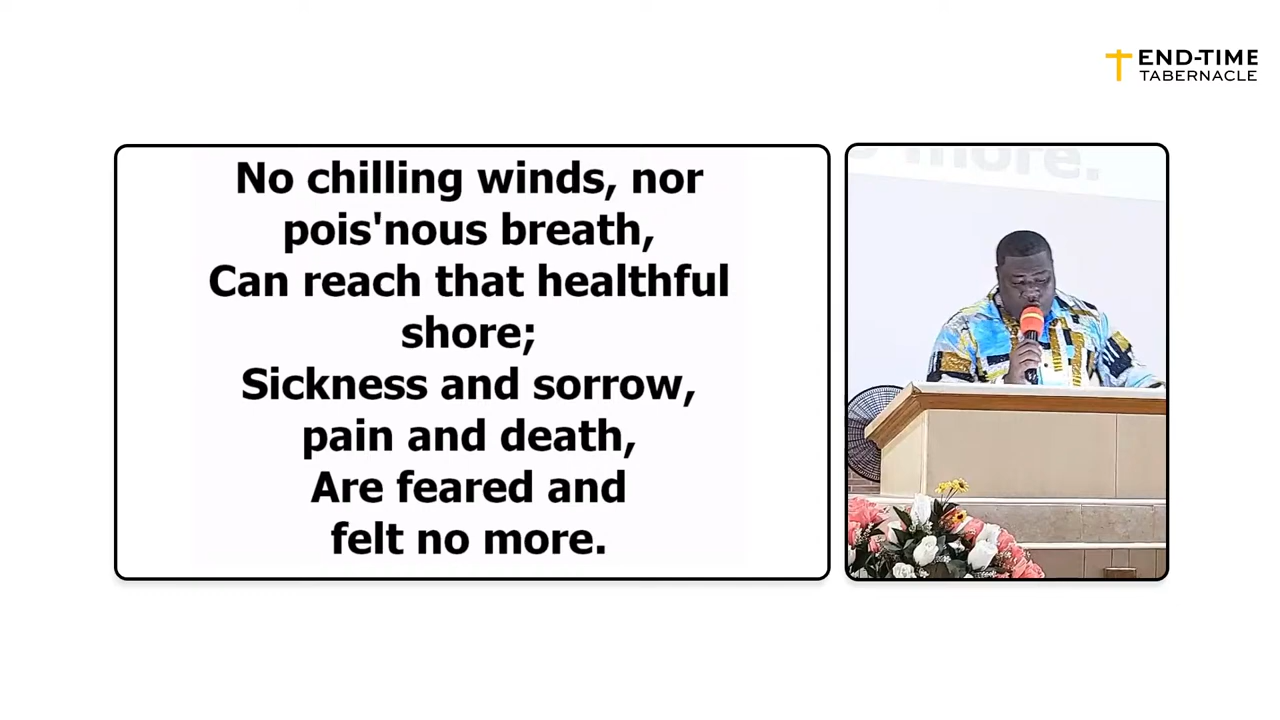 END-TIME
TABERNACLE
No chilling winds, nor
pois'nous breath,
Can reach that healthful
shore;
Sickness and sorrow,
pain and death,
Are feared and
felt no more.
more.